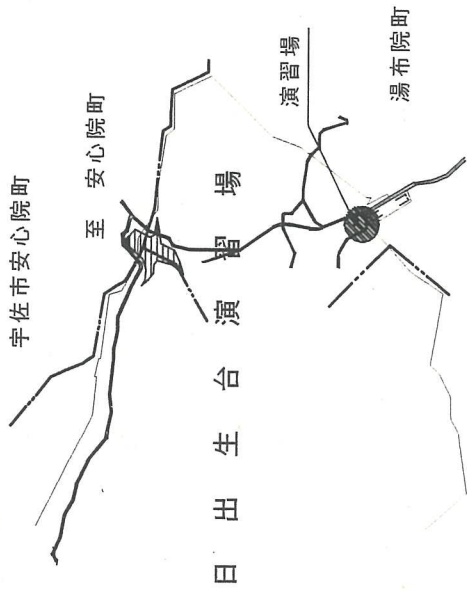 宇佐市安心院町
至 安心院町
日出生台演習場
演習場
湯布院町